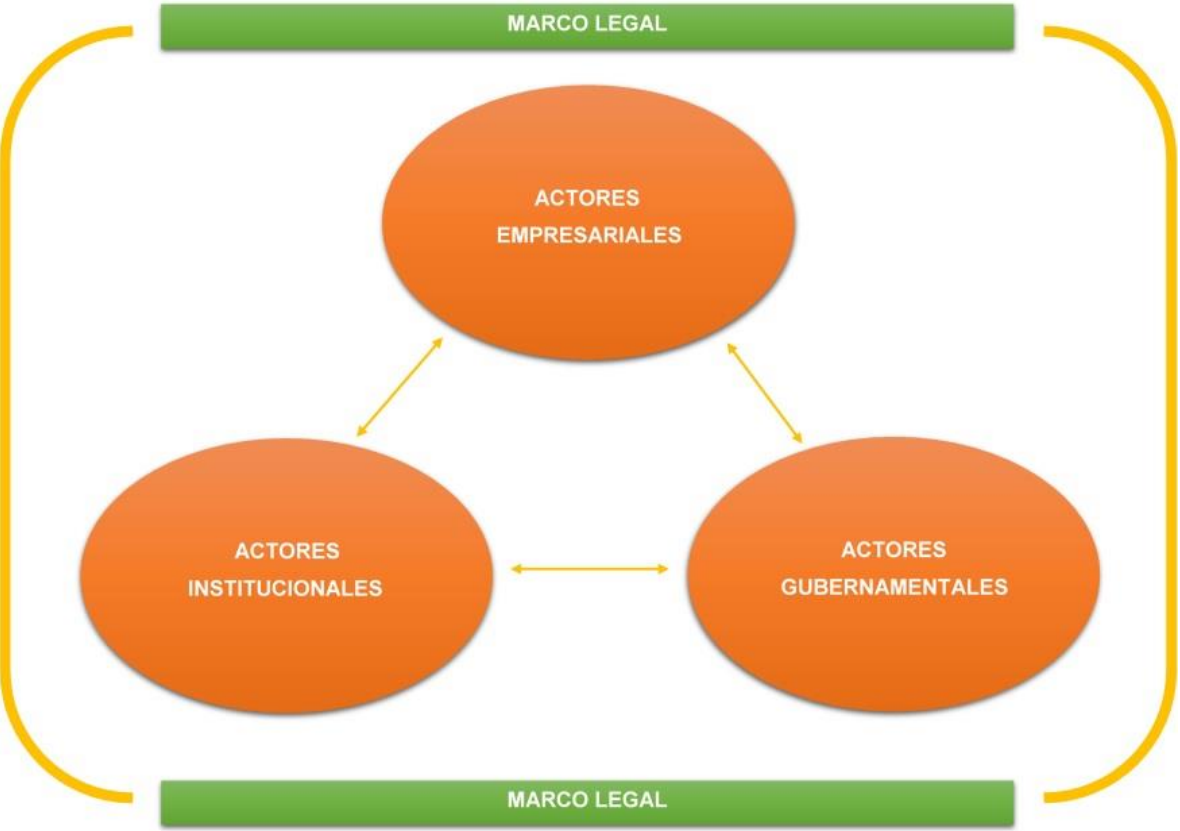 MARCO LEGAL
ACTORES
EMPRESARIALES
ACTORES
INSTITUCIONALES
ACTORES
GUBERNAMENTALES
MARCO LEGAL